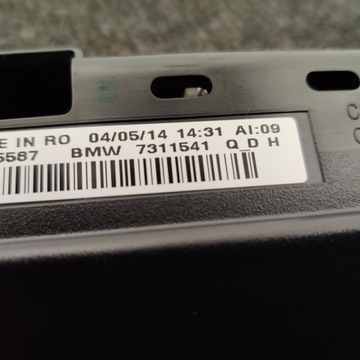 E IN RO 04/05/14 14:31 AI:09
5587 BMW 7311541 Q_D H
C